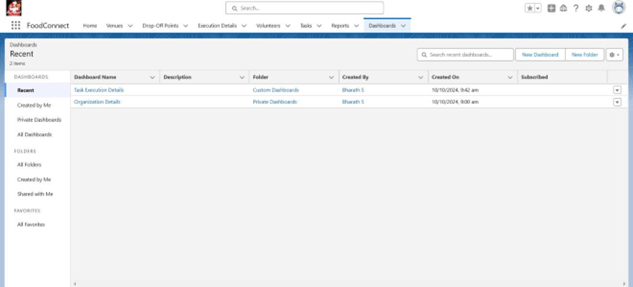 Search...
FoodConnect Home Venues Drop-Off Points Execution Details Volunteers Tasks Reports Dashboards
Dashboards
Recent
2 items
Search recent dashboards...
New Dashboard New Folder
DASHBOARDS
Recent
Created by Me
Private Dashboards
All Dashboards
FOLDERS
All Folders
Created by Me
Shared with Me
FAVORITES
All Favorites
Dashboard Name Description Folder Created By Created On Subscribed
Task Execution Details Custom Dashboards Bharath S 10/10/2024, 9:42 am
Organisation Details Private Dashboards Bharath S 10/10/2024, 9:00 am